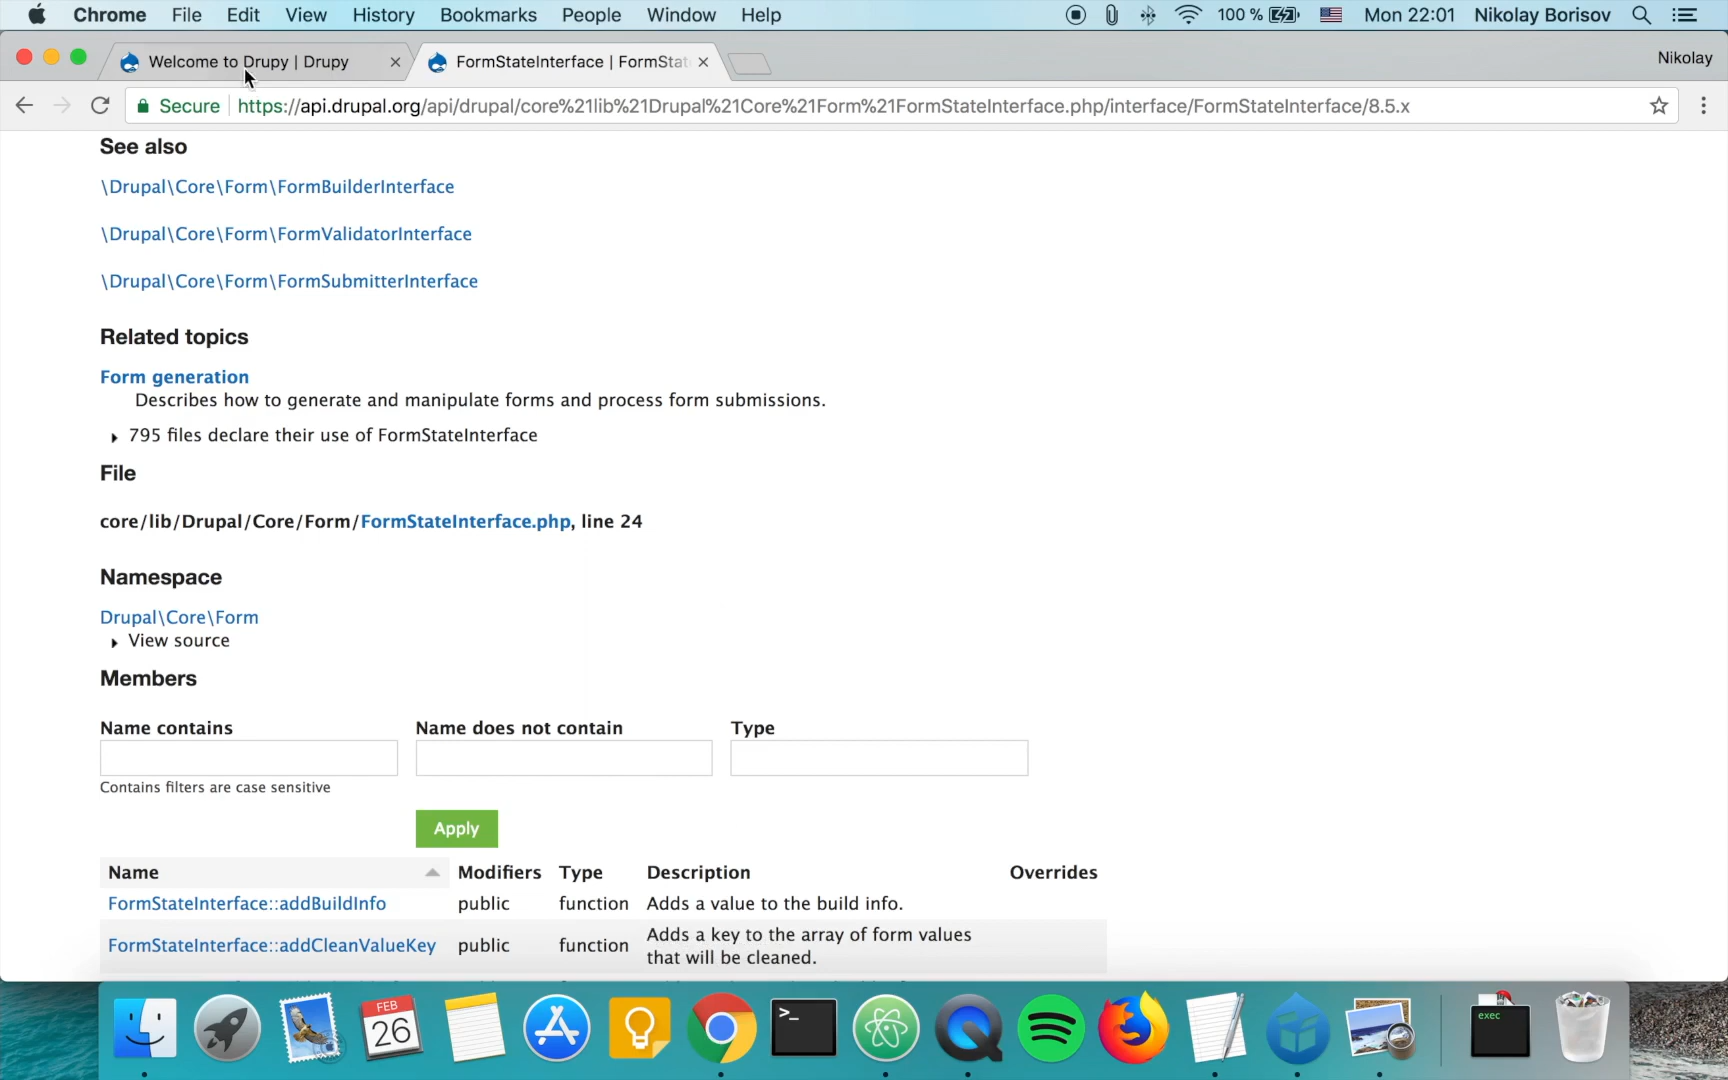 Chrome File Edit View History Bookmarks People Window Help 100 % Mon 22:01 Nikolay Borisov
Welcome to Drupy | Drupy FormStateInterface | FormStat Nikolay
Secure https://api.drupal.org/api/drupal/core%21lib%21Drupal%21Core%21Form%21FormStateInterface.php/interface/FormStateInterface/8.5.x
See also
\Drupal\Core\Form\FormBuilderInterface
\Drupal\Core\Form\FormValidatorInterface
\Drupal\Core\Form\FormSubmitterInterface
Related topics
Form generation
Describes how to generate and manipulate forms and process form submissions.
795 files declare their use of FormStateInterface
File
core/lib/Drupal/Core/Form/FormStateInterface.php, line 24
Namespace
Drupal\Core\Form
View source
Members
Name contains Name does not contain Type
Contains filters are case sensitive
Apply
Name Modifiers Type Description Overrides
FormStateInterface::addBuildInfo public function Adds a value to the build info.
FormStateInterface::addCleanValueKey public function Adds a key to the array of form values
that will be cleaned.
FEB
26
>_
exec